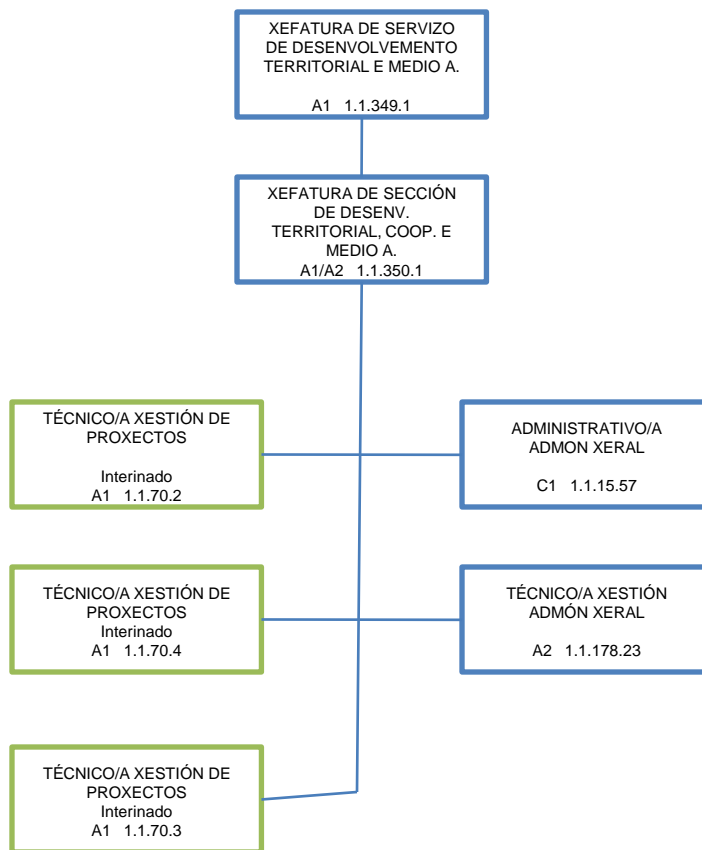 XEFATURA DE SERVIZO
DE DESENVOLVEMENTO
TERRITORIAL E MEDIO A.
A1 1.1.349.1
XEFATURA DE SECCIÓN
DE DESENV.
TERRITORIAL, COOP. E
MEDIO A.
A1/A2 1.1.350.1
TÉCNICO/A XESTIÓN DE
PROXECTOS
Interinado
A1 1.1.70.2
ADMINISTRATIVO/A
ADMON XERAL
C1 1.1.15.57
TÉCNICO/A XESTIÓN DE
PROXECTOS
Interinado
A1 1.1.70.4
TÉCNICO/A XESTIÓN
ADMÓN XERAL
A2 1.1.178.23
TÉCNICO/A XESTIÓN DE
PROXECTOS
Interinado
A1 1.1.70.3